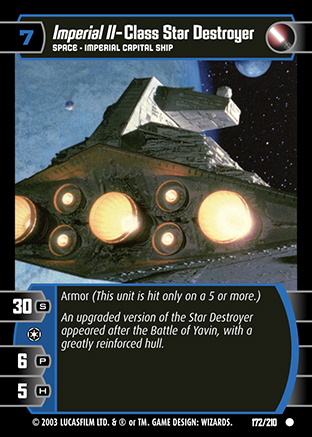 7
Imperial II-Class Star Destroyer
SPACE - IMPERIAL CAPITAL SHIP
30 S
Armor (This unit is hit only on a 5 or more.)
An upgraded version of the Star Destroyer
appeared after the Battle of Yavin, with a
greatly reinforced hull.
6 P
5 H
© 2003 LUCASFILM LTD. & ® or TM. GAME DESIGN: WIZARDS.
172/210